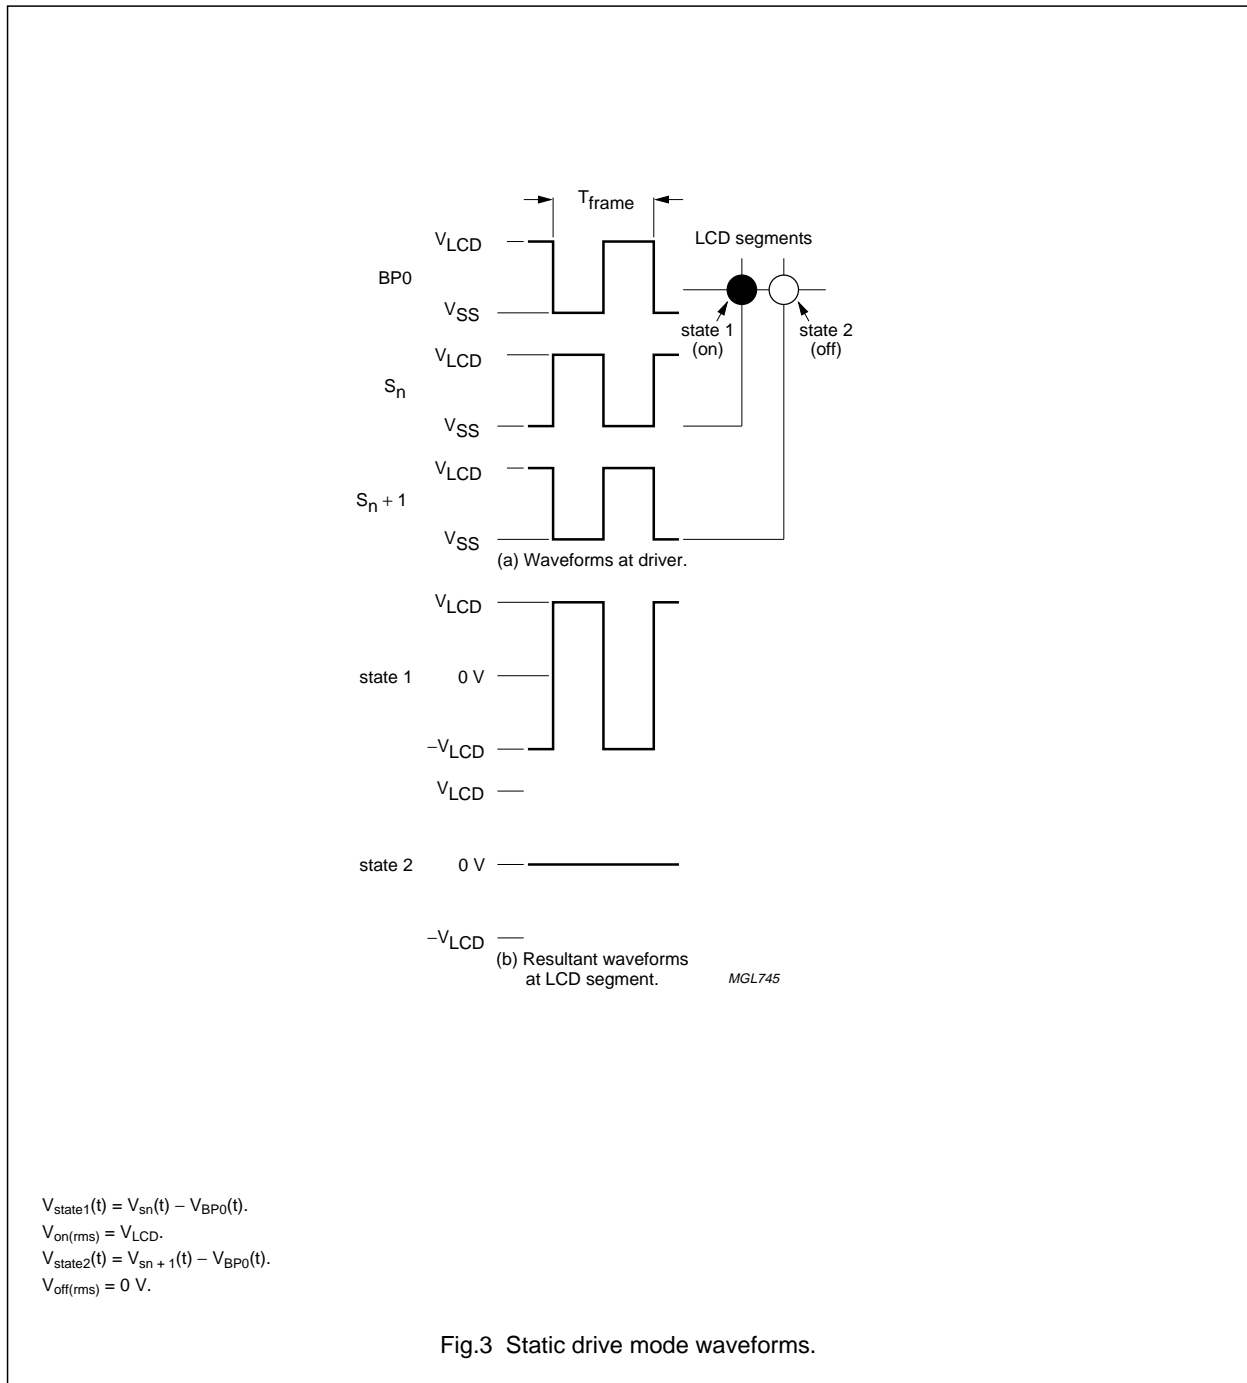 T_frame
V_LCD
LCD segments
BP0
V_SS
state 1
(on)
state 2
(off)
V_LCD
S_n
V_SS
V_LCD
S_n + 1
V_SS
(a) Waveforms at driver.
V_LCD
state 1
0 V
−V_LCD
V_LCD
state 2
0 V
−V_LCD
(b) Resultant waveforms
at LCD segment.
MGL745
V_state1(t) = V_sn(t) − V_BP0(t).
V_on(rms) = V_LCD.
V_state2(t) = V_sn + 1(t) − V_BP0(t).
V_off(rms) = 0 V.
Fig.3 Static drive mode waveforms.